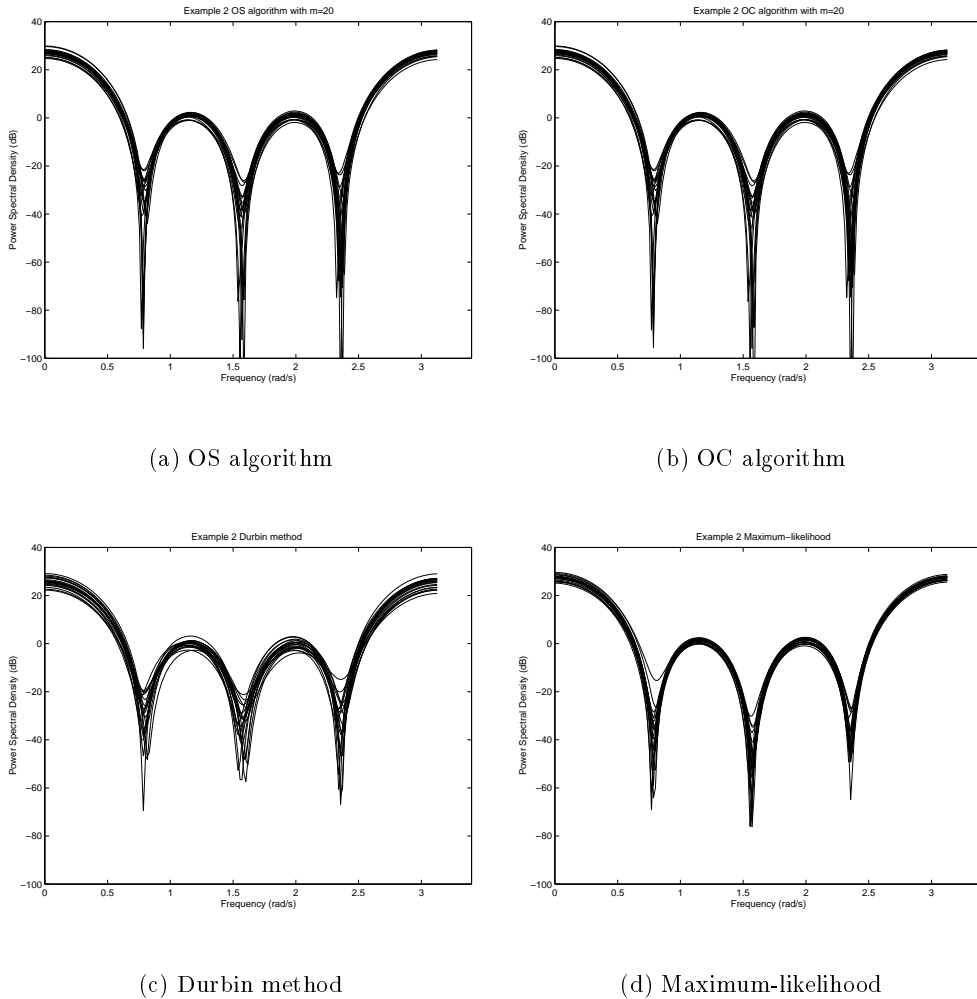 Example 2 OS algorithm with m=20
40
20
0
−20
−40
−60
−80
−100
Power Spectral Density (dB)
0 0.5 1 1.5 2 2.5 3
Frequency (rad/s)
(a) OS algorithm
Example 2 OC algorithm with m=20
40
20
0
−20
−40
−60
−80
−100
Power Spectral Density (dB)
0 0.5 1 1.5 2 2.5 3
Frequency (rad/s)
(b) OC algorithm
Example 2 Durbin method
40
20
0
−20
−40
−60
−80
−100
Power Spectral Density (dB)
0 0.5 1 1.5 2 2.5 3
Frequency (rad/s)
(c) Durbin method
Example 2 Maximum−likelihood
40
20
0
−20
−40
−60
−80
−100
Power Spectral Density (dB)
0 0.5 1 1.5 2 2.5 3
Frequency (rad/s)
(d) Maximum-likelihood